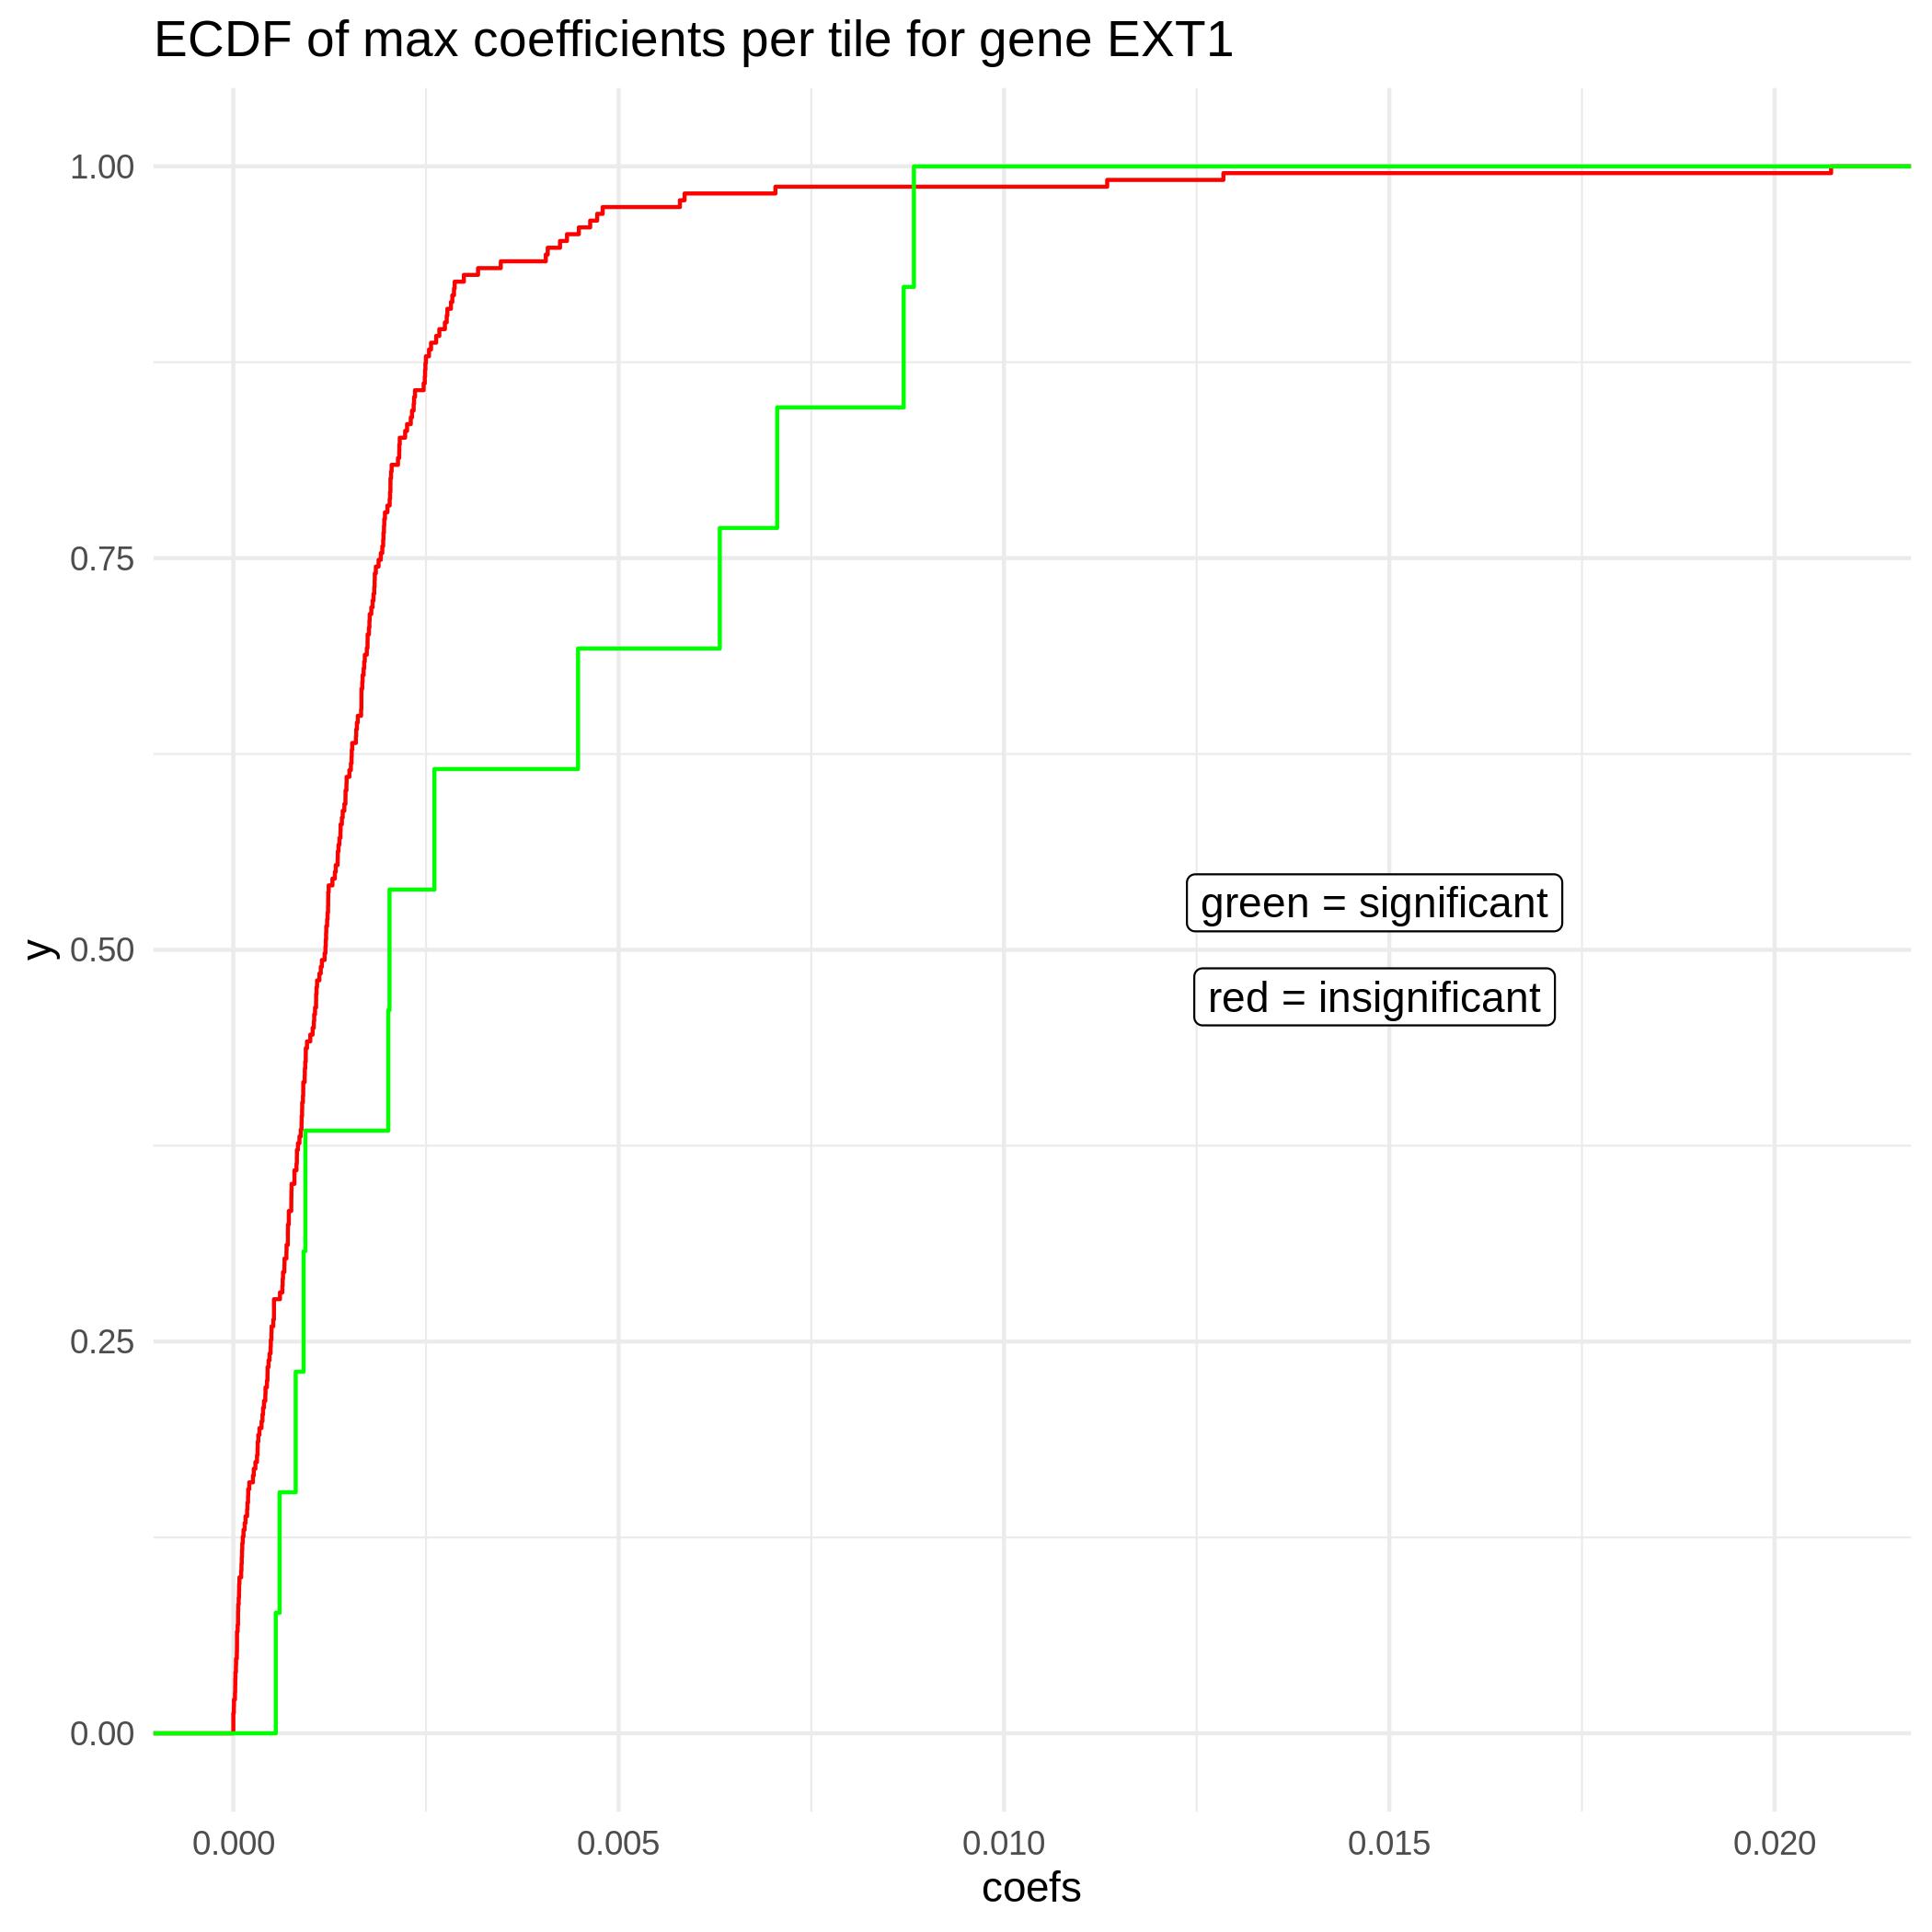 ECDF of max coefficients per tile for gene EXT1
1.00
0.75
0.50
0.25
0.00
y
green = significant
red = insignificant
0.000 0.005 0.010 0.015 0.020
coefs